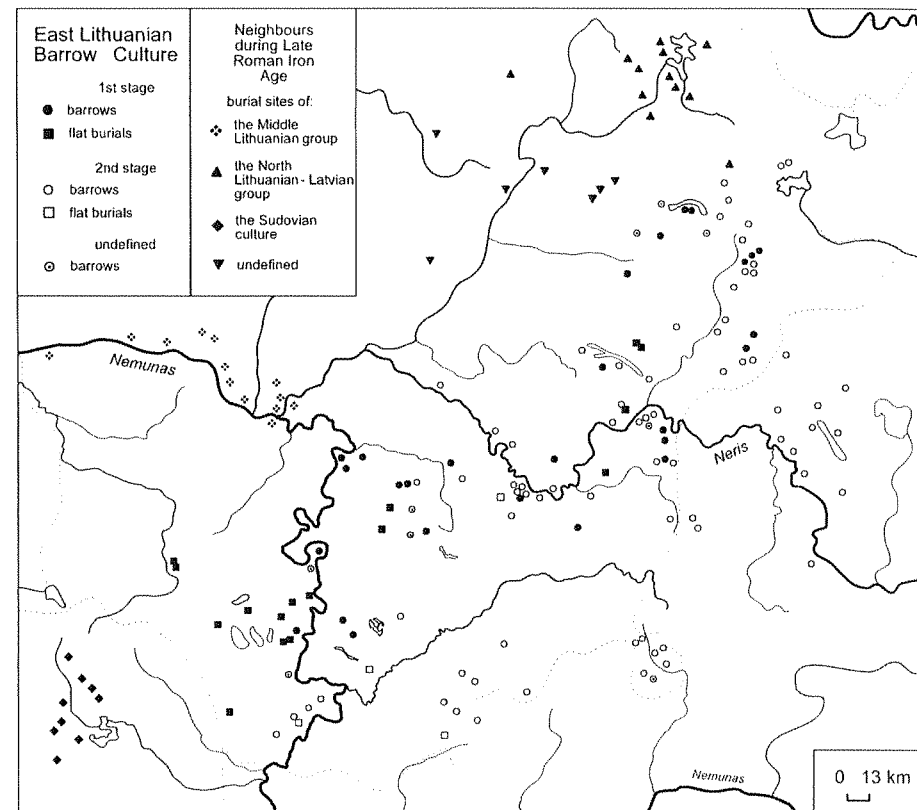 East Lithuanian
Barrow Culture
1st stage
barrows
flat burials
2nd stage
barrows
flat burials
undefined
barrows
Neighbours
during Late
Roman Iron
Age
burial sites of:
the Middle
Lithuanian group
the North
Lithuanian - Latvian
group
the Sudovian
culture
undefined
Nemunas
Neris
Nemunas
0 13 km